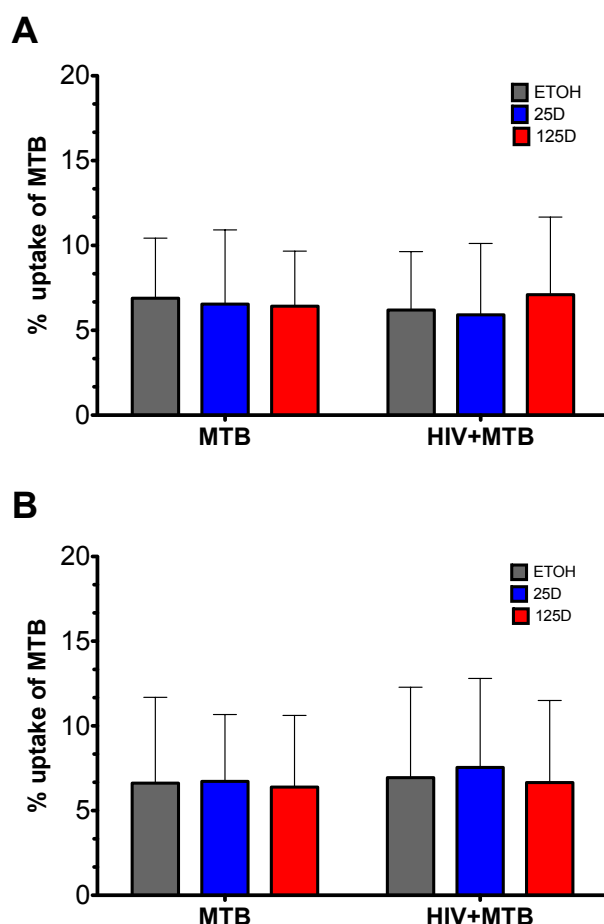 A
% uptake of MTB
20
15
10
5
0
ETOH
25D
125D
MTB
HIV+MTB
B
% uptake of MTB
20
15
10
5
0
ETOH
25D
125D
MTB
HIV+MTB